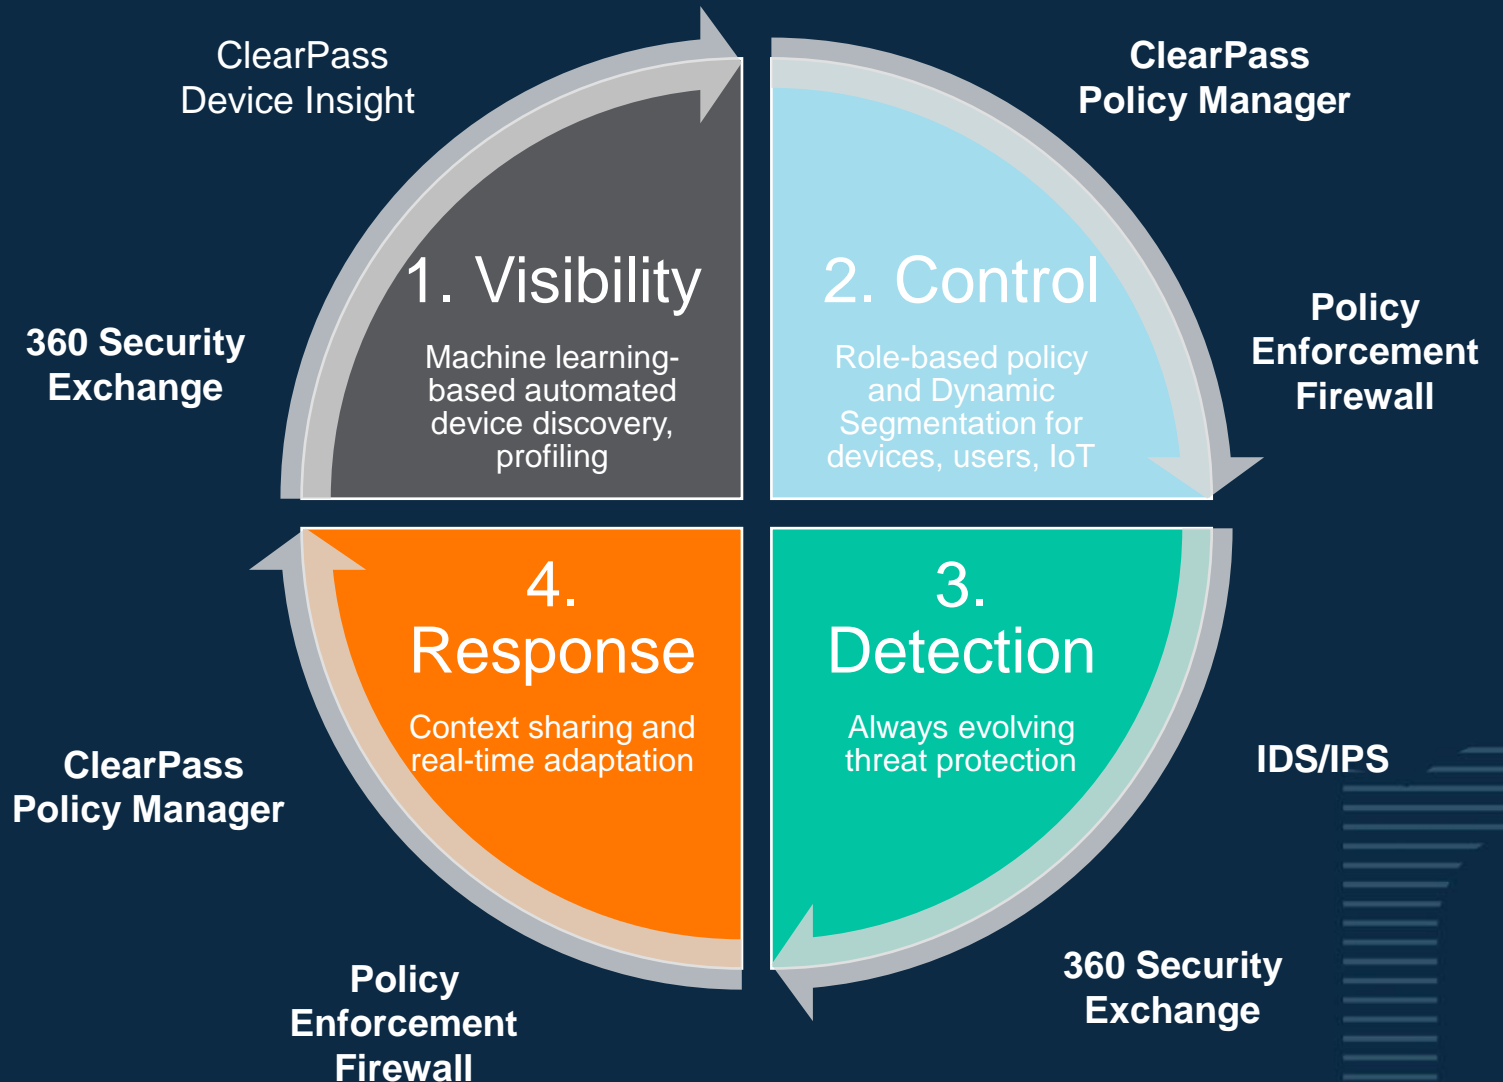 ClearPass
Device Insight
ClearPass
Policy Manager
360 Security
Exchange
1. Visibility
Machine learning-
based automated
device discovery,
profiling
2. Control
Role-based policy
and Dynamic
Segmentation for
devices, users, IoT
Policy
Enforcement
Firewall
4.
Response
Context sharing and
real-time adaptation
3.
Detection
Always evolving
threat protection
ClearPass
Policy Manager
IDS/IPS
Policy
Enforcement
Firewall
360 Security
Exchange